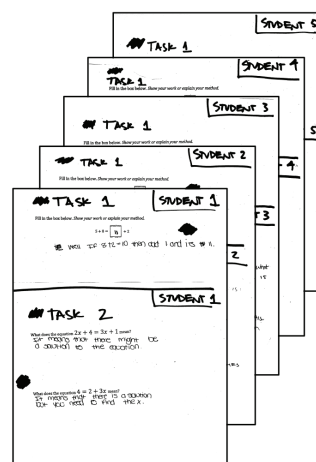 STUDENT 5
TASK 1
STUDENT 4
TASK 1
Fill in the box below. Show your work or explain your method.
STUDENT 3
TASK 1
Fill in the box below. Show your work or explain your method.
STUDENT 2
TASK 1
Fill in the box below. Show your work or explain your method.
TASK 1
STUDENT 1
Fill in the box below. Show your work or explain your method.
well If 8+2=10 then add 1 and its 11.
TASK 2
STUDENT 1
What does the equation 2x + 4 = 3x + 1 mean?
It means that there might be
a solution to the equation
What does the equation 4 = 2 + 3x mean?
It means that there is a solution
but you need to find the x.